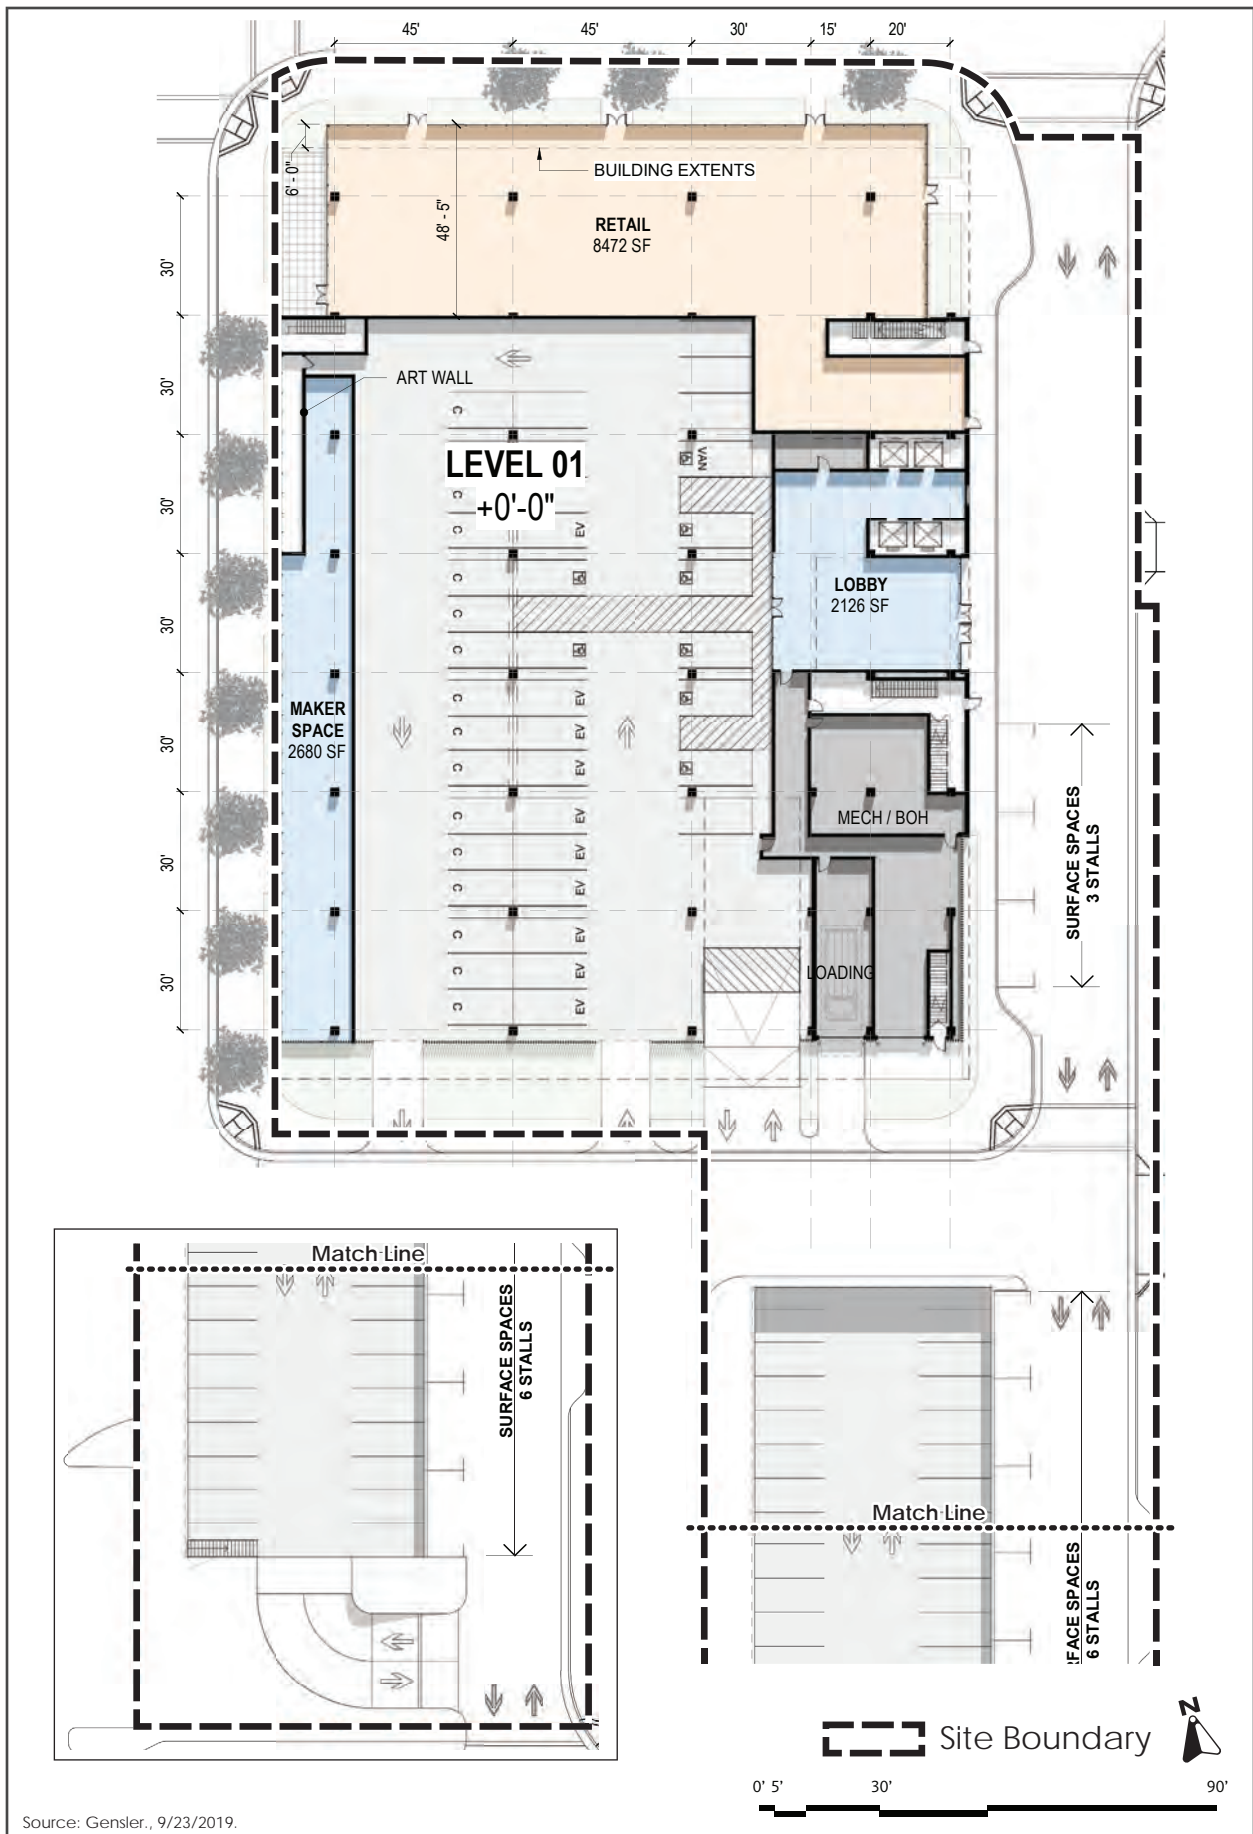 45'
45'
30'
15'
20'
6' - 0"
48' - 5"
BUILDING EXTENTS
RETAIL
8472 SF
30'
30'
30'
30'
30'
30'
30'
ART WALL
C
VAN
LEVEL 01
+0'-0"
C
EV
C
EV
C
C
LOBBY
2126 SF
C
C
EV
MAKER
SPACE
2680 SF
C
EV
C
EV
C
EV
MECH / BOH
C
EV
C
EV
C
EV
C
EV
LOADING
C
EV
SURFACE SPACES
3 STALLS
Match Line
SURFACE SPACES
6 STALLS
Match Line
RFACE SPACES
6 STALLS
Site Boundary
N
0' 5' 30' 90'
Source: Gensler., 9/23/2019.